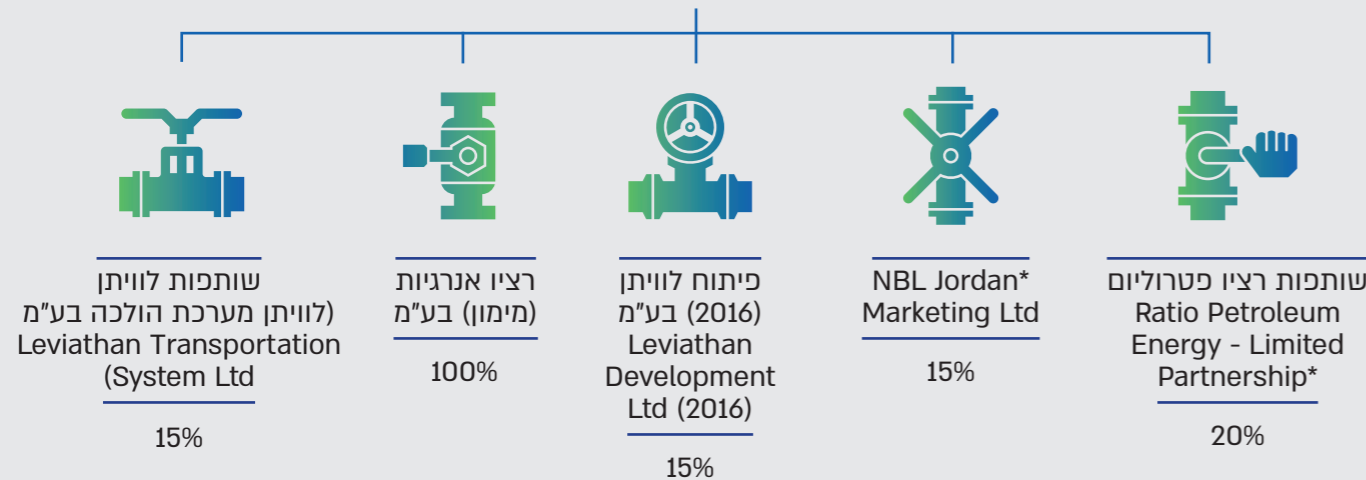 שותפות לוויתן
(לוויתן מערכת הולכה בע"מ
Leviathan Transportation
(System Ltd
15%
רציו אנרגיות
(מימון) בע"מ
100%
פיתוח לוויתן
(2016) בע"מ
Leviathan
Development
Ltd (2016)
15%
NBL Jordan*
Marketing Ltd
15%
שותפות רציו פטרוליום
Ratio Petroleum
Energy - Limited
Partnership*
20%